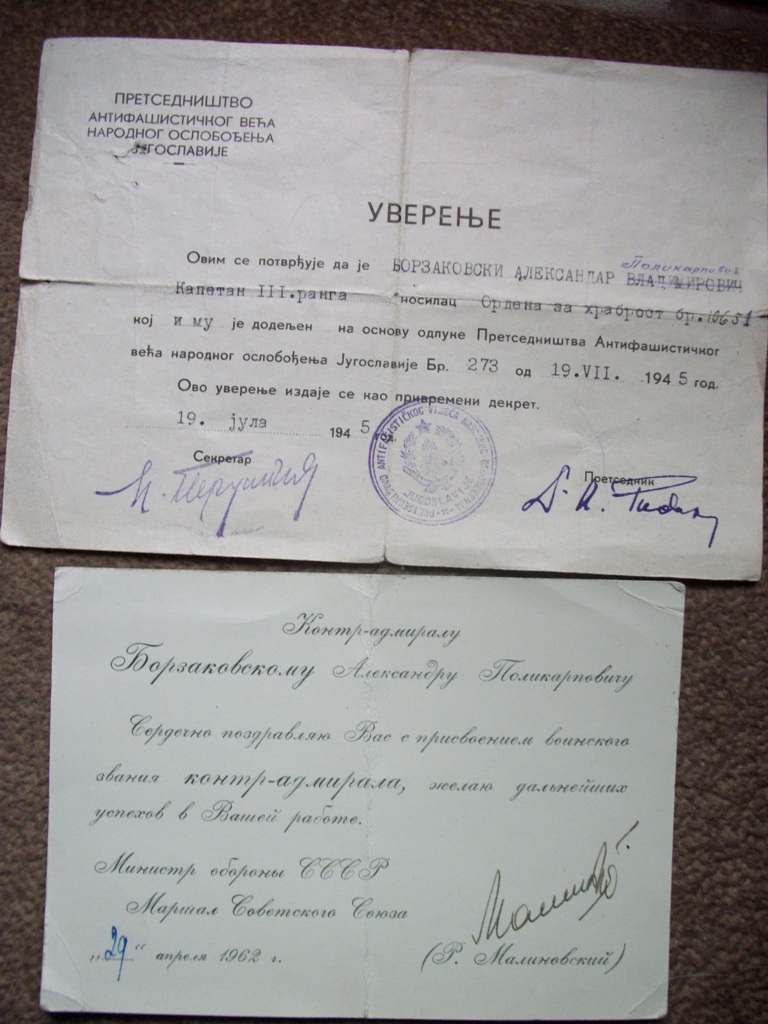 ПРЕТСЕДНИШТВО
АНТИФАШИСТИЧКОГ ВЕЋА
НАРОДНОГ ОСЛОБОЂЕЊА
ЈУГОСЛАВИЈЕ
УВЕРЕЊЕ
Поликарпович
Овим се потврђује да је БОРЗАКОВСКИ АЛЕКСАНДАР ВЛАДИМИРОВИЧ
Капетан III.ранга носилац Ордена за храброст бр. 10651
кој и му је додељен на основу одлуке Претседништва Антифашистичког
већа народног ослобођења Југославије Бр. 273 од 19.VII. 1945 год.
Ово уверење издаје се као привремени декрет.
19. јула 1945 г.
Секретар
Претседник
JUGOSLAVIJE
Контр-адмиралу
Борзаковскому Александру Поликарповичу
Сердечно поздравляю Вас с присвоением воинского
звания контр-адмирала, желаю дальнейших
успехов в Вашей работе.
Министр обороны СССР
Маршал Советского Союза
„29" апреля 1962 г.
(Р. Малиновский)